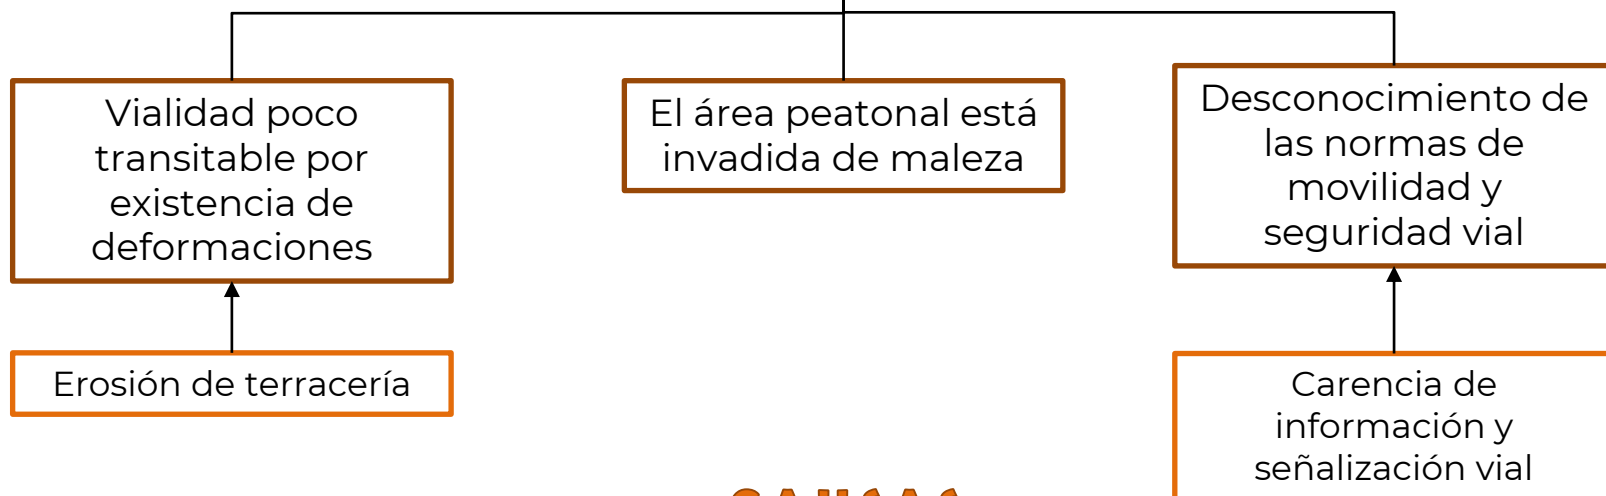 Vialidad poco
transitable por
existencia de
deformaciones
El área peatonal está
invadida de maleza
Desconocimiento de
las normas de
movilidad y
seguridad vial
Erosión de terracería
Carencia de
información y
señalización vial
CAUSAS